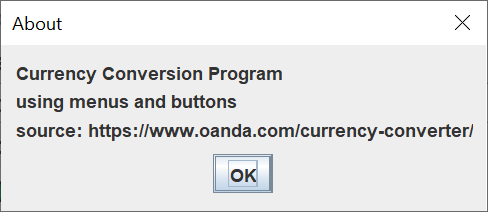 About
Currency Conversion Program
using menus and buttons
source: https://www.oanda.com/currency-converter/
OK